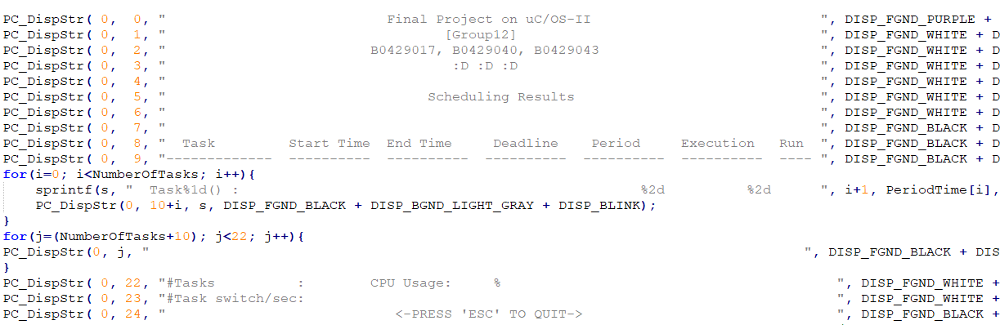 PC_DispStr( 0,  0, "                           Final Project on uC/OS-II                            ", DISP_FGND_PURPLE +
PC_DispStr( 0,  1, "                                  [Group12]                                     ", DISP_FGND_WHITE + D
PC_DispStr( 0,  2, "                         B0429017, B0429040, B0429043                           ", DISP_FGND_WHITE + D
PC_DispStr( 0,  3, "                                   :D :D :D                                     ", DISP_FGND_WHITE + D
PC_DispStr( 0,  4, "                                                                                ", DISP_FGND_WHITE + D
PC_DispStr( 0,  5, "                                Scheduling Results                              ", DISP_FGND_WHITE + D
PC_DispStr( 0,  6, "                                                                                ", DISP_FGND_WHITE + D
PC_DispStr( 0,  7, "                                                                                ", DISP_FGND_BLACK + D
PC_DispStr( 0,  8, "  Task         Start Time  End Time     Deadline    Period     Execution   Run  ", DISP_FGND_BLACK + D
PC_DispStr( 0,  9, "-------------  ----------  ----------  ----------  ----------  ----------  ---- ", DISP_FGND_BLACK + D
for(i=0; i<NumberOfTasks; i++){
    sprintf(s, "  Task%1d() :                                                 %2d          %2d      ", i+1, PeriodTime[i],
    PC_DispStr(0, 10+i, s, DISP_FGND_BLACK + DISP_BGND_LIGHT_GRAY + DISP_BLINK);
}
for(j=(NumberOfTasks+10); j<22; j++){
PC_DispStr(0, j, "                                                                                ", DISP_FGND_BLACK + DIS
}
PC_DispStr( 0, 22, "#Tasks          :        CPU Usage:     %                                         ", DISP_FGND_WHITE +
PC_DispStr( 0, 23, "#Task switch/sec:                                                                 ", DISP_FGND_WHITE +
PC_DispStr( 0, 24, "                            <-PRESS 'ESC' TO QUIT->                               ", DISP_FGND_BLACK +